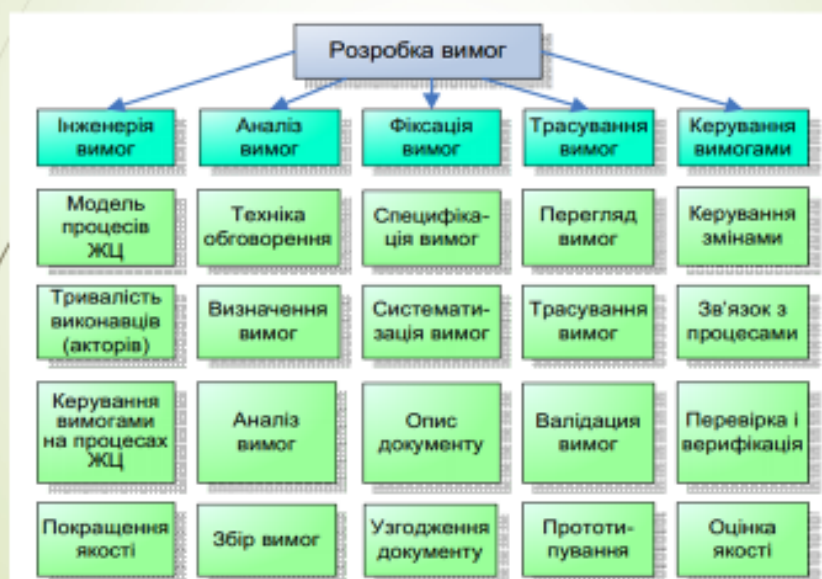 Розробка вимог
Інженерія
вимог
Аналіз
вимог
Фіксація
вимог
Трасування
вимог
Керування
вимогами
Модель
процесів
ЖЦ
Техніка
обговорення
Специфіка-
ція вимог
Перегляд
вимог
Керування
змінами
Тривалість
виконавців
(акторів)
Визначення
вимог
Системати-
зація вимог
Трасування
вимог
Зв'язок з
процесами
Керування
вимогами
на процесах
ЖЦ
Аналіз
вимог
Опис
документу
Валідация
вимог
Перевірка і
верифікація
Покращення
якості
Збір вимог
Узгодження
документу
Прототи-
пування
Оцінка
якості